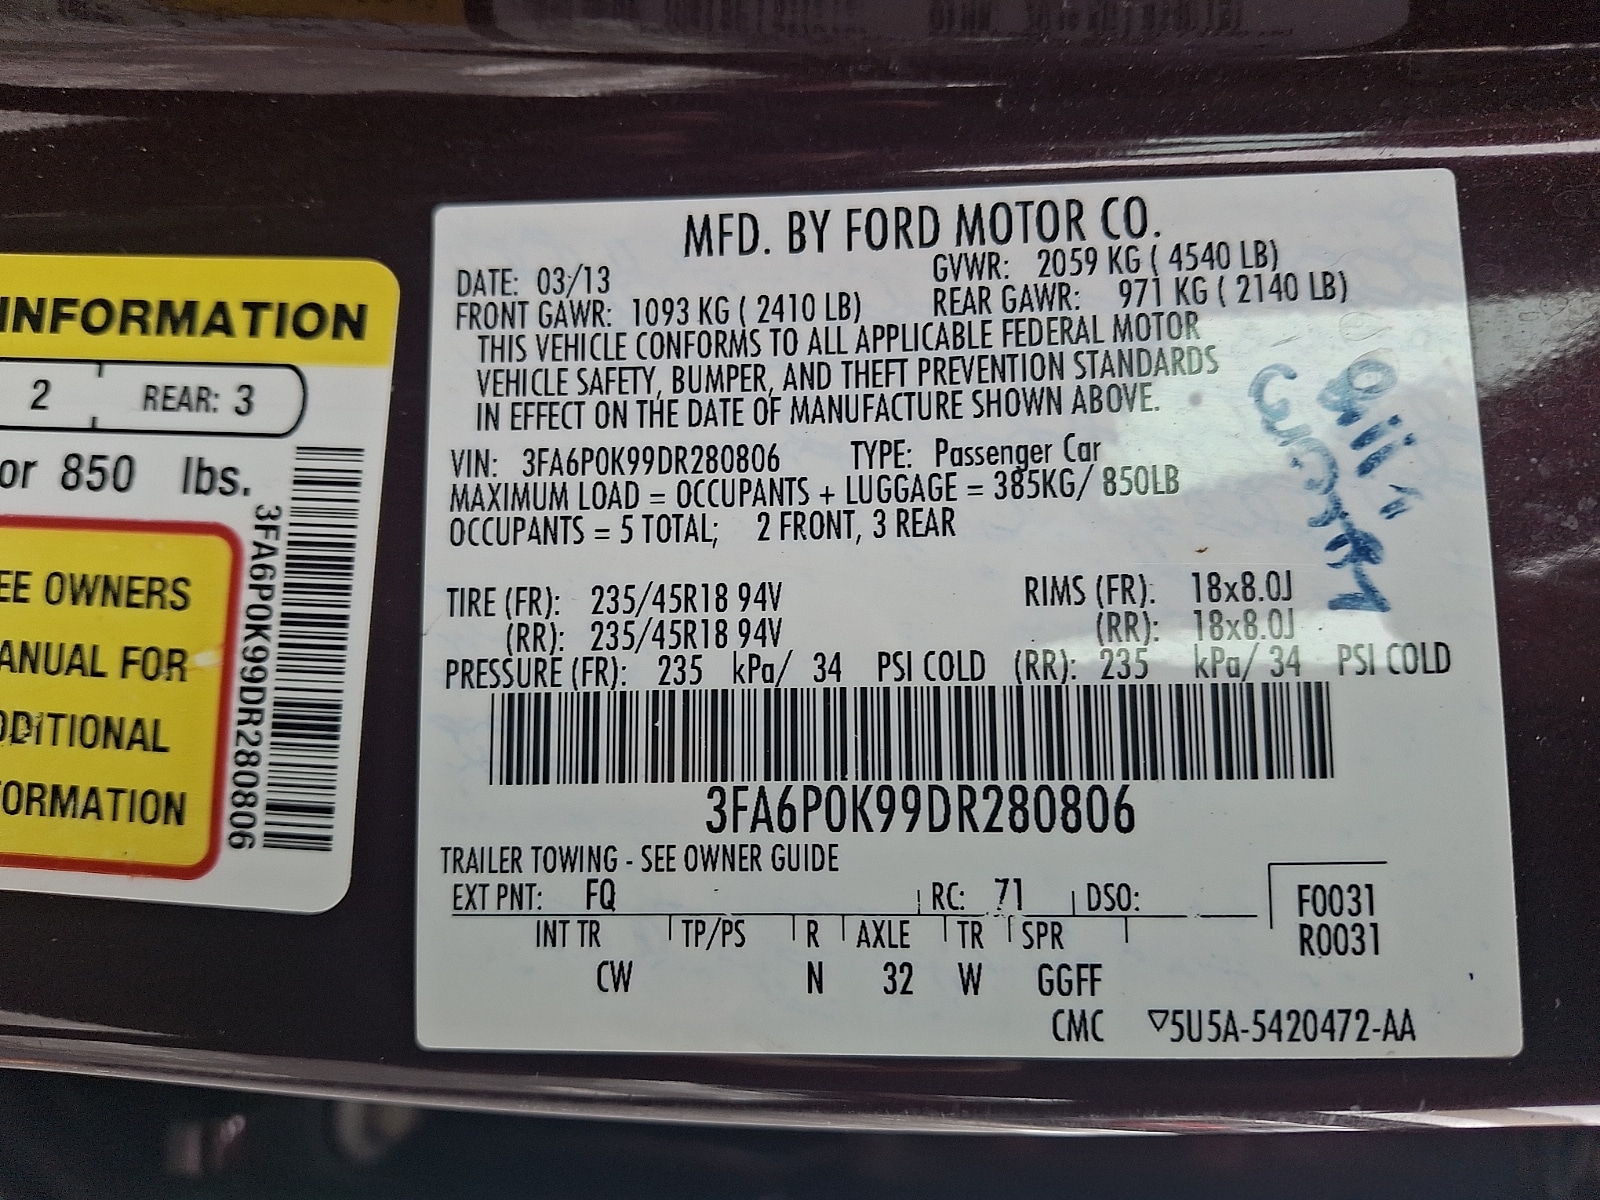 INFORMATION
2 REAR: 3
or 850 lbs.
EE OWNERS
ANUAL FOR
DDITIONAL
FORMATION
3FA6P0K99DR280806
MFD. BY FORD MOTOR CO.
DATE: 03/13 GVWR: 2059 KG ( 4540 LB)
FRONT GAWR: 1093 KG ( 2410 LB) REAR GAWR: 971 KG ( 2140 LB)
THIS VEHICLE CONFORMS TO ALL APPLICABLE FEDERAL MOTOR
VEHICLE SAFETY, BUMPER, AND THEFT PREVENTION STANDARDS
IN EFFECT ON THE DATE OF MANUFACTURE SHOWN ABOVE.
VIN: 3FA6P0K99DR280806 TYPE: Passenger Car
MAXIMUM LOAD = OCCUPANTS + LUGGAGE = 385KG/ 850LB
OCCUPANTS = 5 TOTAL; 2 FRONT, 3 REAR
TIRE (FR): 235/45R18 94V RIMS (FR): 18x8.0J
(RR): 235/45R18 94V (RR): 18x8.0J
PRESSURE (FR): 235 kPa/ 34 PSI COLD (RR): 235 kPa/ 34 PSI COLD
3FA6P0K99DR280806
TRAILER TOWING - SEE OWNER GUIDE
EXT PNT: FQ RC: 71 DSO: F0031
INT TR TP/PS R AXLE TR SPR R0031
CW N 32 W GGFF
CMC ▽5U5A-5420472-AA